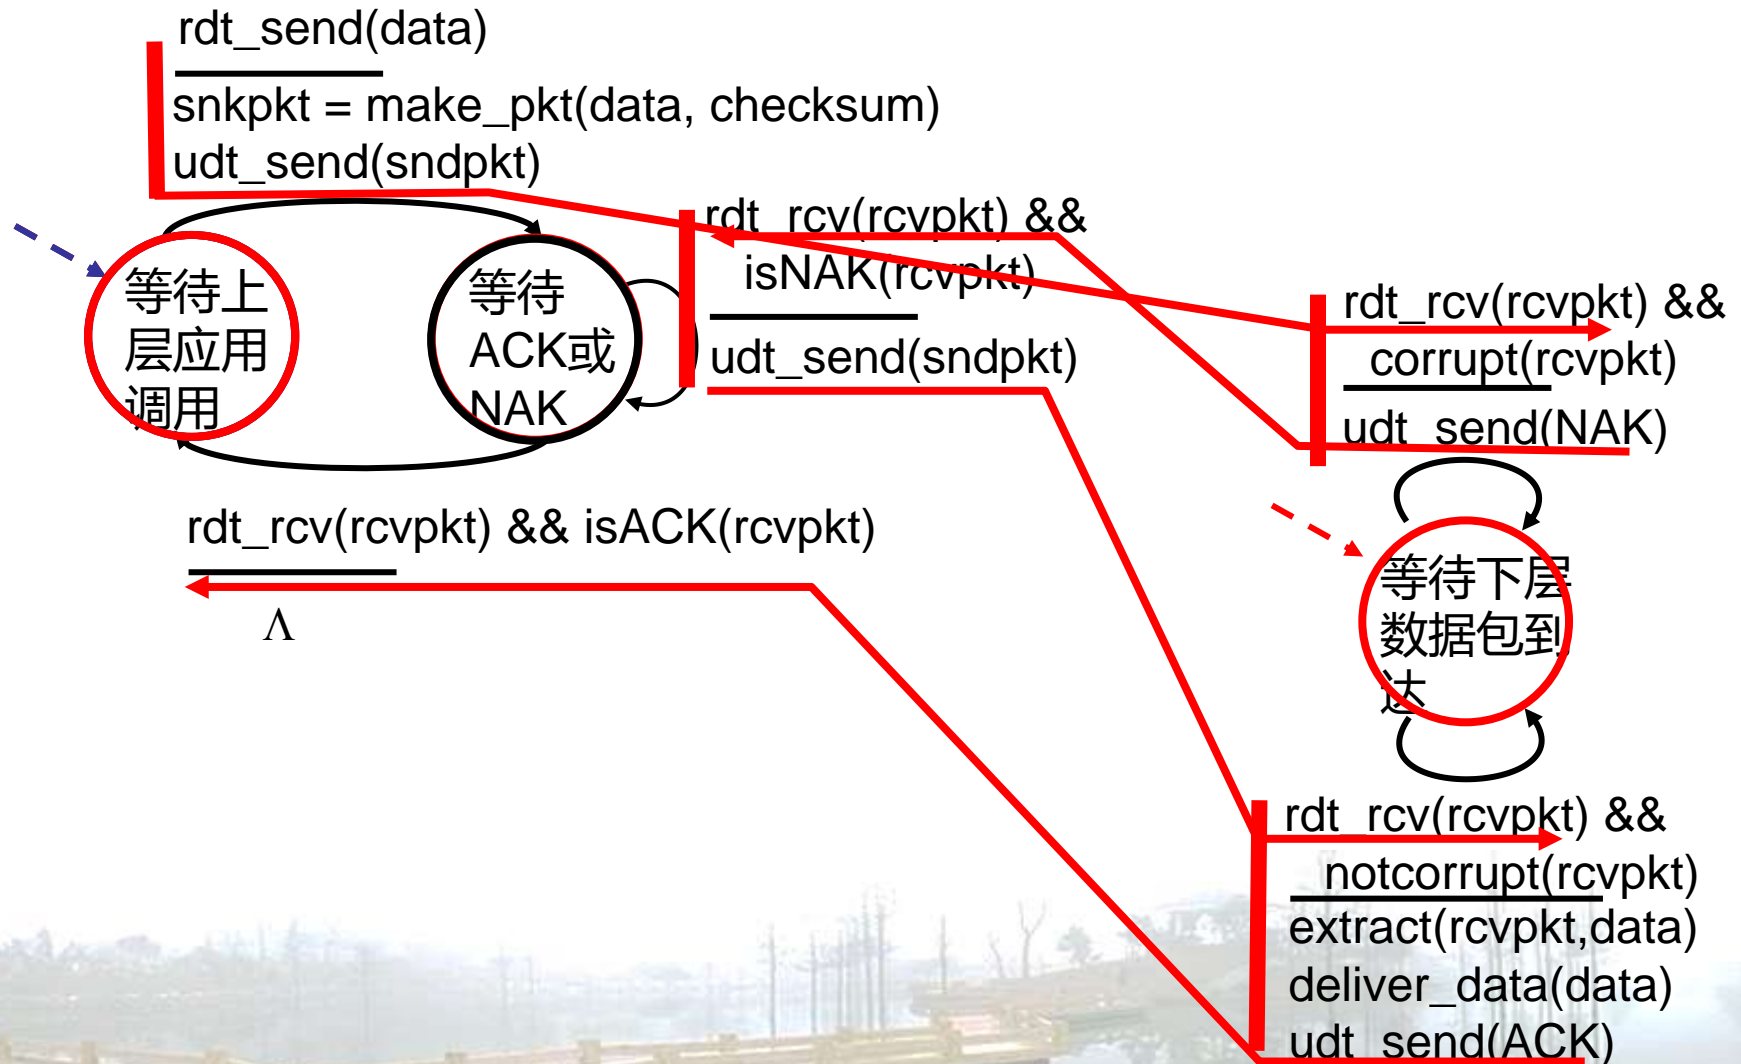 rdt_send(data)
snkpkt = make_pkt(data, checksum)
udt_send(sndpkt)
等待上
层应用
调用
等待
ACK或
NAK
rdt_rcv(rcvpkt) &&
isNAK(rcvpkt)
udt_send(sndpkt)
rdt_rcv(rcvpkt) && isACK(rcvpkt)
Λ
rdt_rcv(rcvpkt) &&
corrupt(rcvpkt)
udt_send(NAK)
等待下层
数据包到
达
rdt_rcv(rcvpkt) &&
notcorrupt(rcvpkt)
extract(rcvpkt,data)
deliver_data(data)
udt_send(ACK)